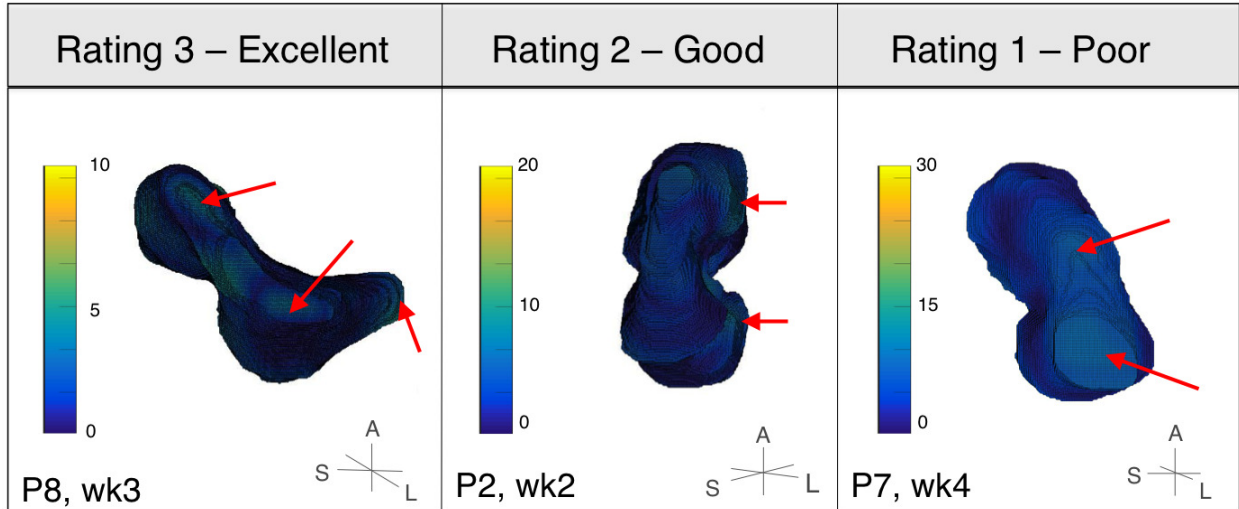 Rating 3 – Excellent
Rating 2 – Good
Rating 1 – Poor
10
5
0
A
S
L
P8, wk3
20
10
0
A
S
L
P2, wk2
30
15
0
A
S
L
P7, wk4